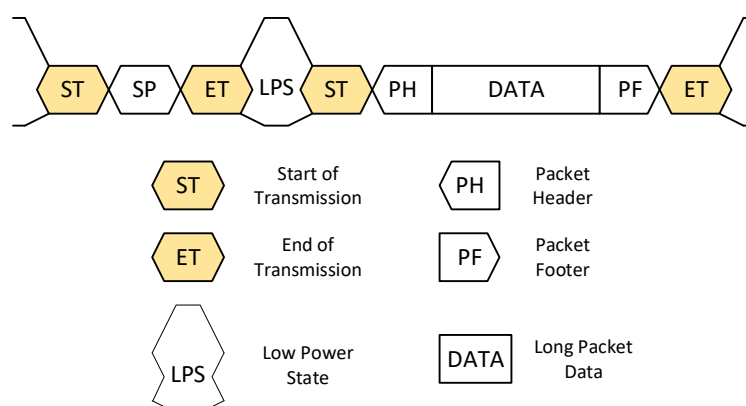 ST SP ET LPS ST PH DATA PF ET
ST Start of PH Packet
Transmission Header
ET End of PF Packet
Transmission Footer
LPS Low Power DATA Long Packet
State Data